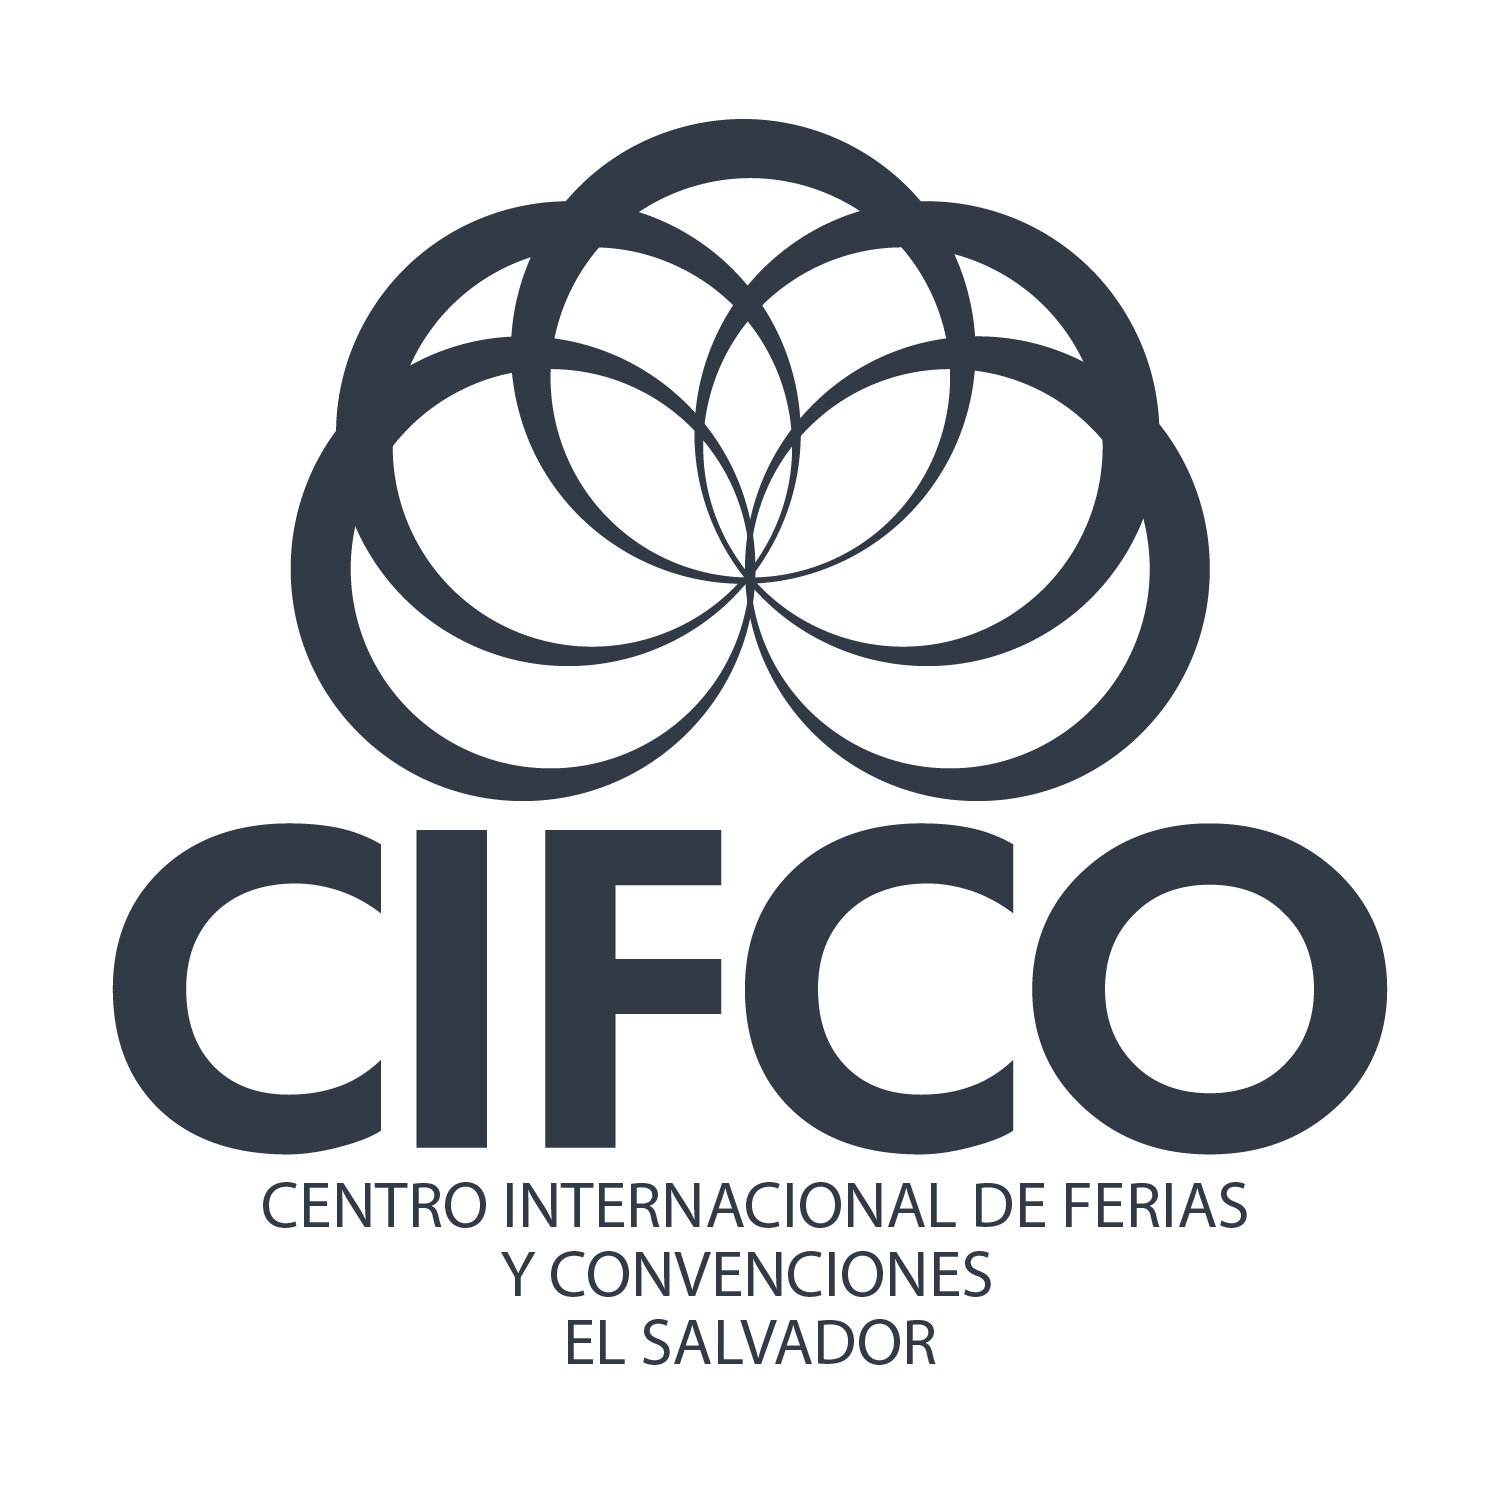 CIFCO
CENTRO INTERNACIONAL DE FERIAS
Y CONVENCIONES
EL SALVADOR